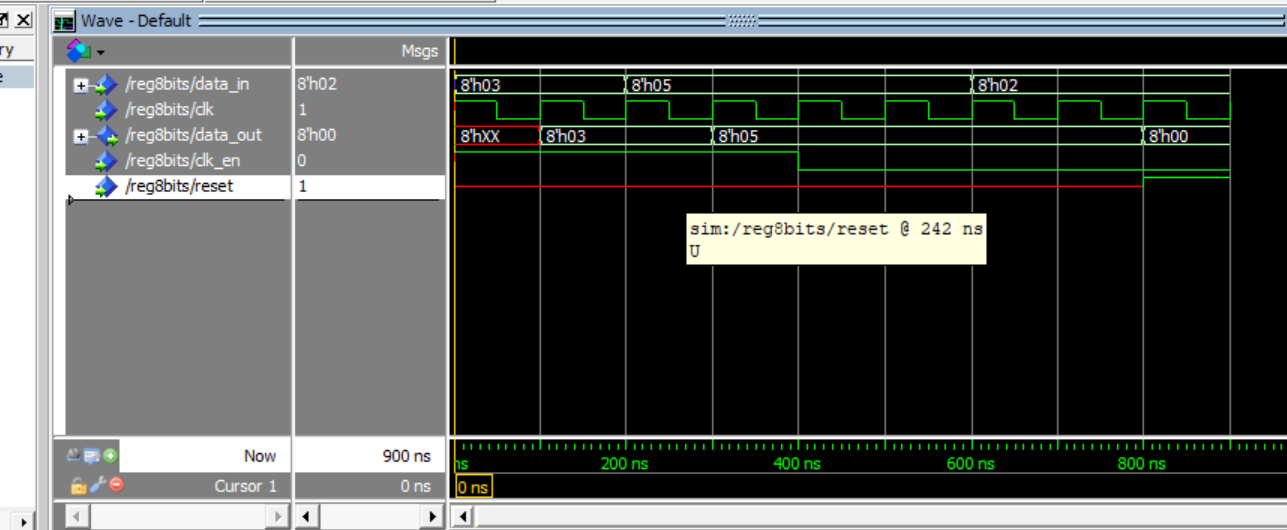 Wave - Default
ry
Msgs
e
/reg8bits/data_in 8'h02 8'h03 8'h05 8'h02
/reg8bits/clk 1
/reg8bits/data_out 8'h00 8'hXX 8'h03 8'h05 8'h00
/reg8bits/clk_en 0
/reg8bits/reset 1
sim:/reg8bits/reset @ 242 ns
U
Now 900 ns ns 200 ns 400 ns 600 ns 800 ns
Cursor 1 0 ns 0 ns